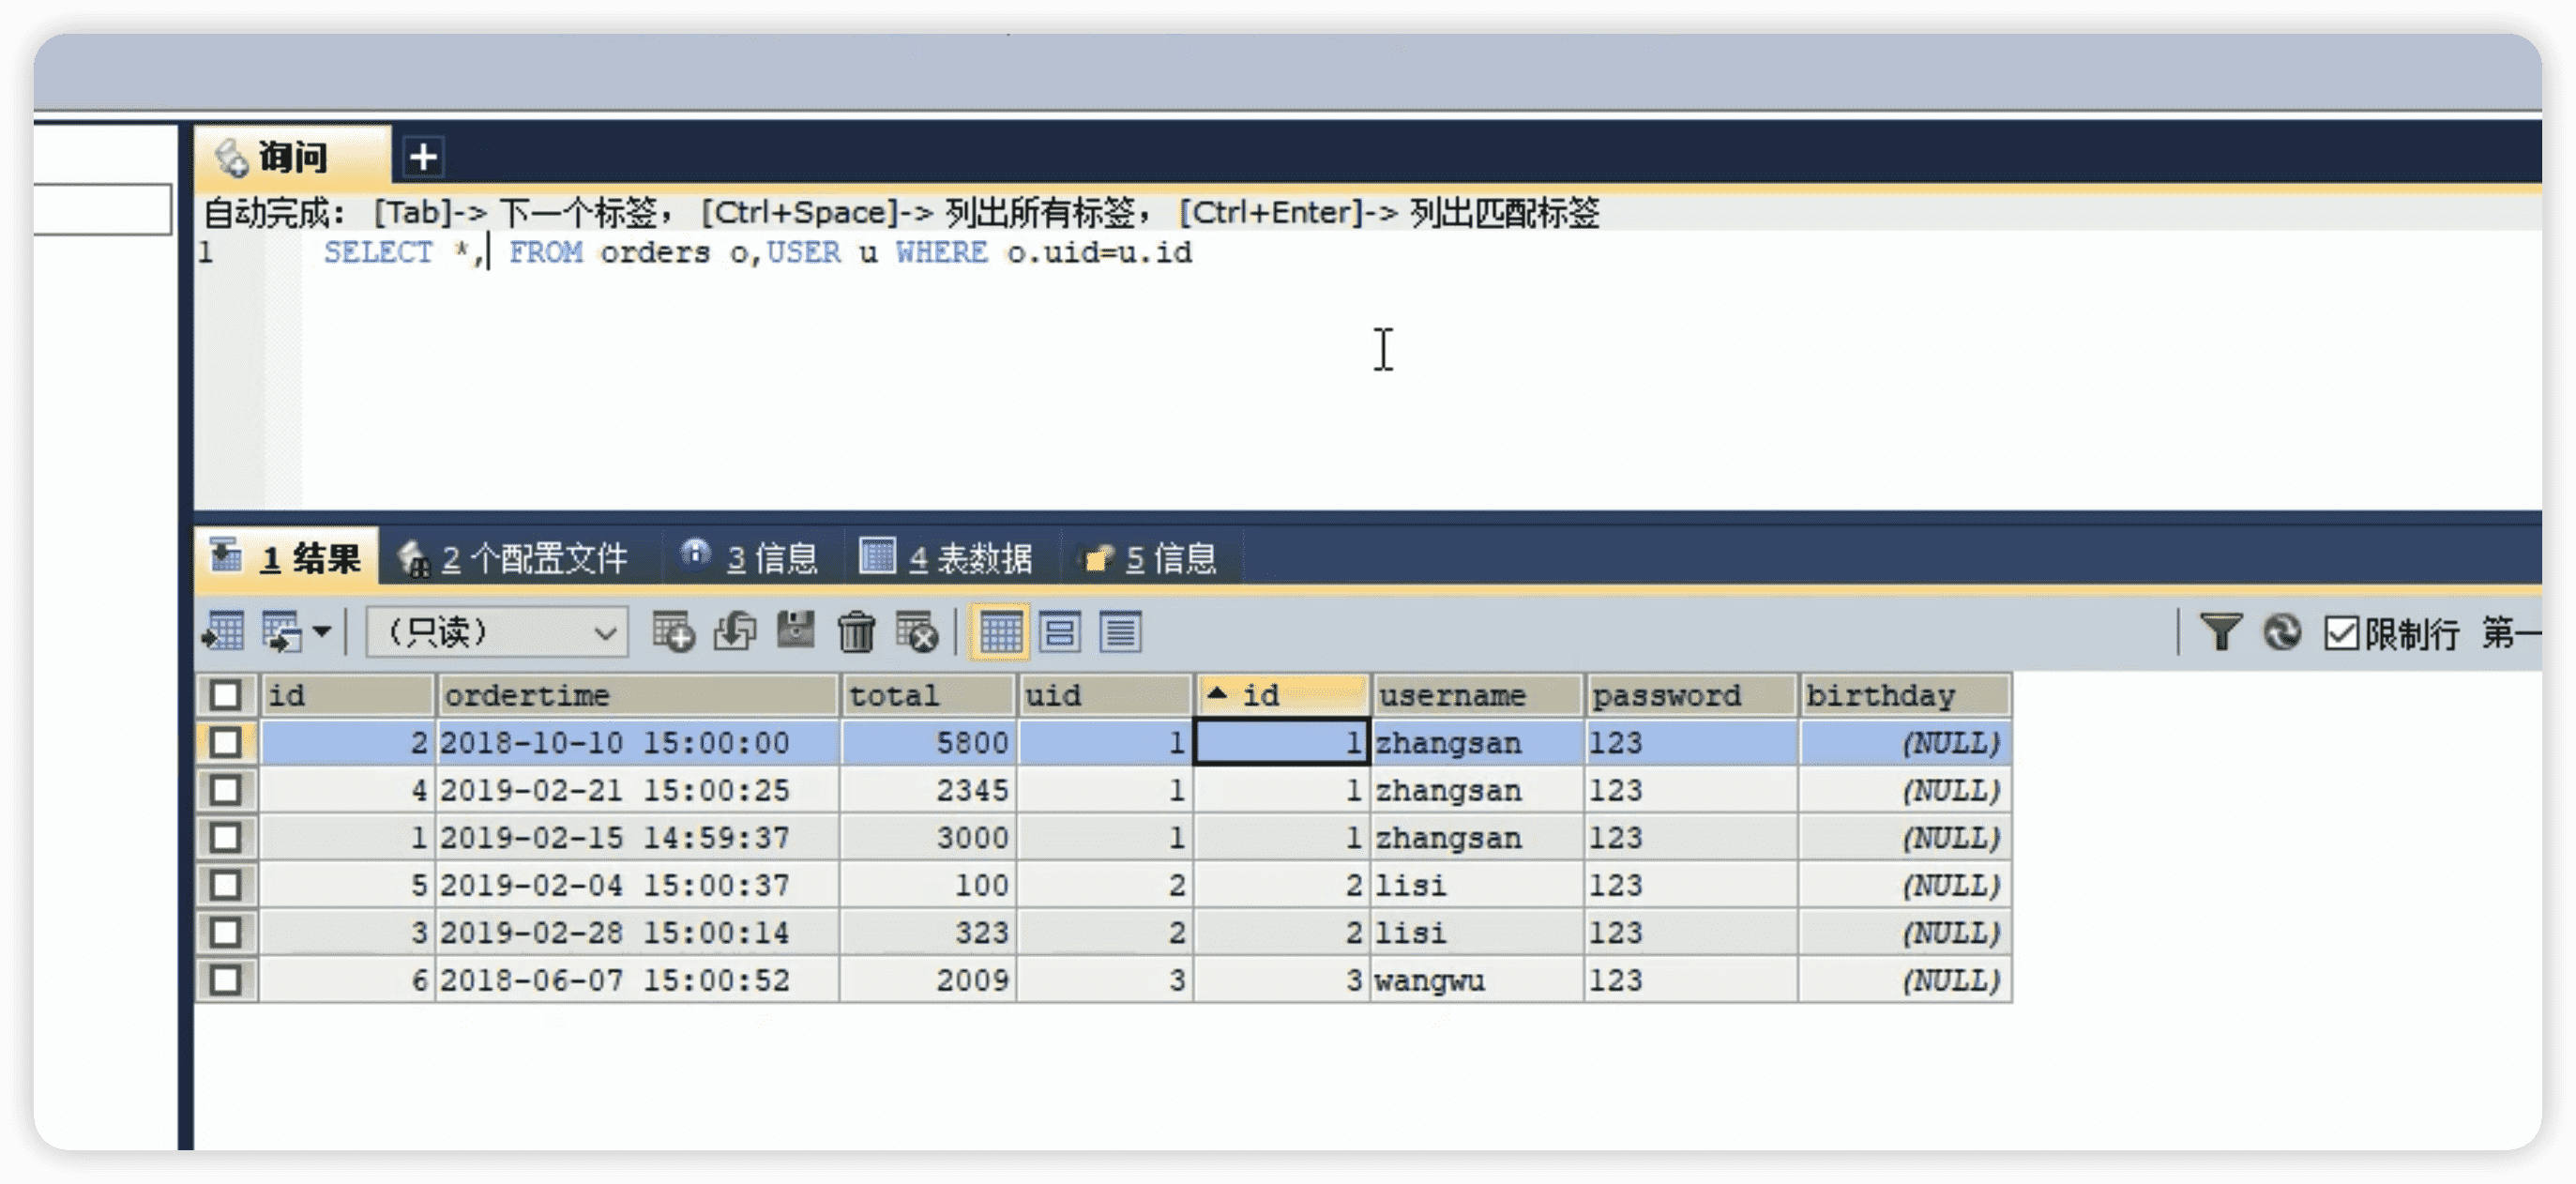 询问
自动完成： [Tab]-> 下一个标签， [Ctrl+Space]-> 列出所有标签， [Ctrl+Enter]-> 列出匹配标签
1 SELECT *, FROM orders o,USER u WHERE o.uid=u.id
1 结果 2 个配置文件 3 信息 4 表数据 5 信息
（只读） 限制行 第一
id ordertime total uid id username password birthday
2 2018-10-10 15:00:00 5800 1 1 zhangsan 123 (NULL)
4 2019-02-21 15:00:25 2345 1 1 zhangsan 123 (NULL)
1 2019-02-15 14:59:37 3000 1 1 zhangsan 123 (NULL)
5 2019-02-04 15:00:37 100 2 2 lisi 123 (NULL)
3 2019-02-28 15:00:14 323 2 2 lisi 123 (NULL)
6 2018-06-07 15:00:52 2009 3 3 wangwu 123 (NULL)